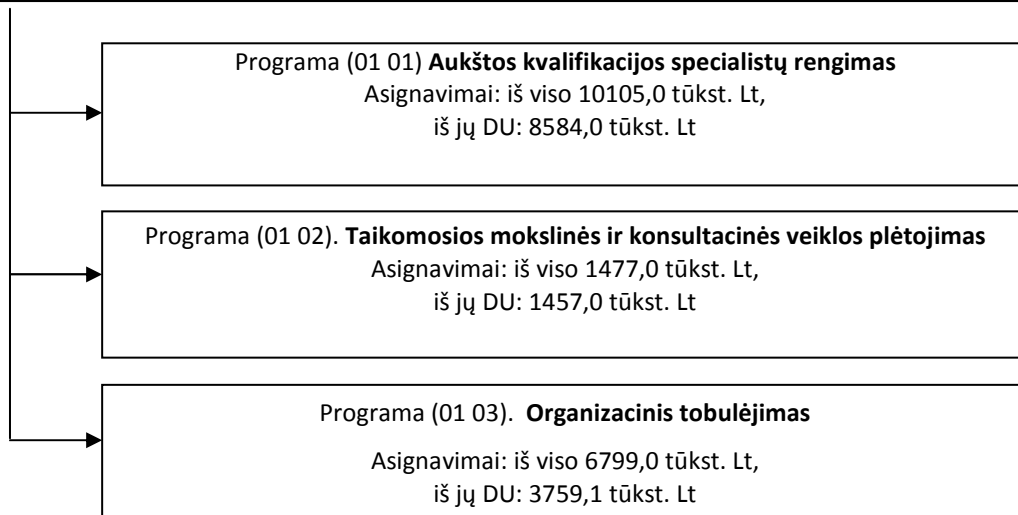 Programa (01 01) Aukštos kvalifikacijos specialistų rengimas
Asignavimai: iš viso 10105,0 tūkst. Lt,
iš jų DU: 8584,0 tūkst. Lt
Programa (01 02). Taikomosios mokslinės ir konsultacinės veiklos plėtojimas
Asignavimai: iš viso 1477,0 tūkst. Lt,
iš jų DU: 1457,0 tūkst. Lt
Programa (01 03). Organizacinis tobulėjimas
Asignavimai: iš viso 6799,0 tūkst. Lt,
iš jų DU: 3759,1 tūkst. Lt